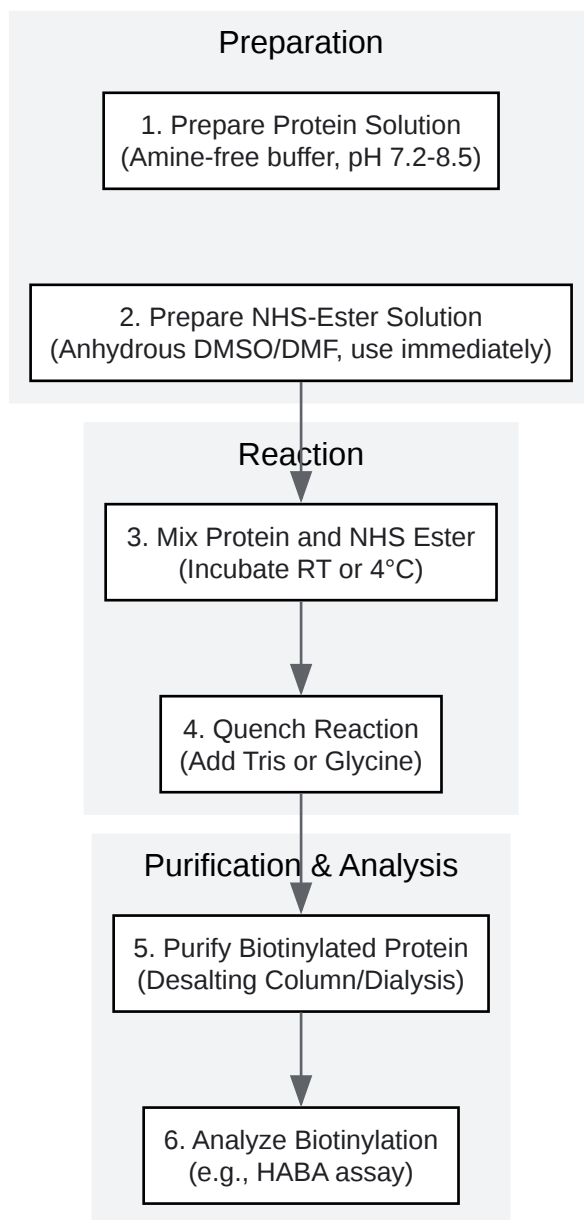 Preparation
1. Prepare Protein Solution
(Amine-free buffer, pH 7.2-8.5)
2. Prepare NHS-Ester Solution
(Anhydrous DMSO/DMF, use immediately)
Reaction
3. Mix Protein and NHS Ester
(Incubate RT or 4°C)
4. Quench Reaction
(Add Tris or Glycine)
Purification & Analysis
5. Purify Biotinylated Protein
(Desalting Column/Dialysis)
6. Analyze Biotinylation
(e.g., HABA assay)